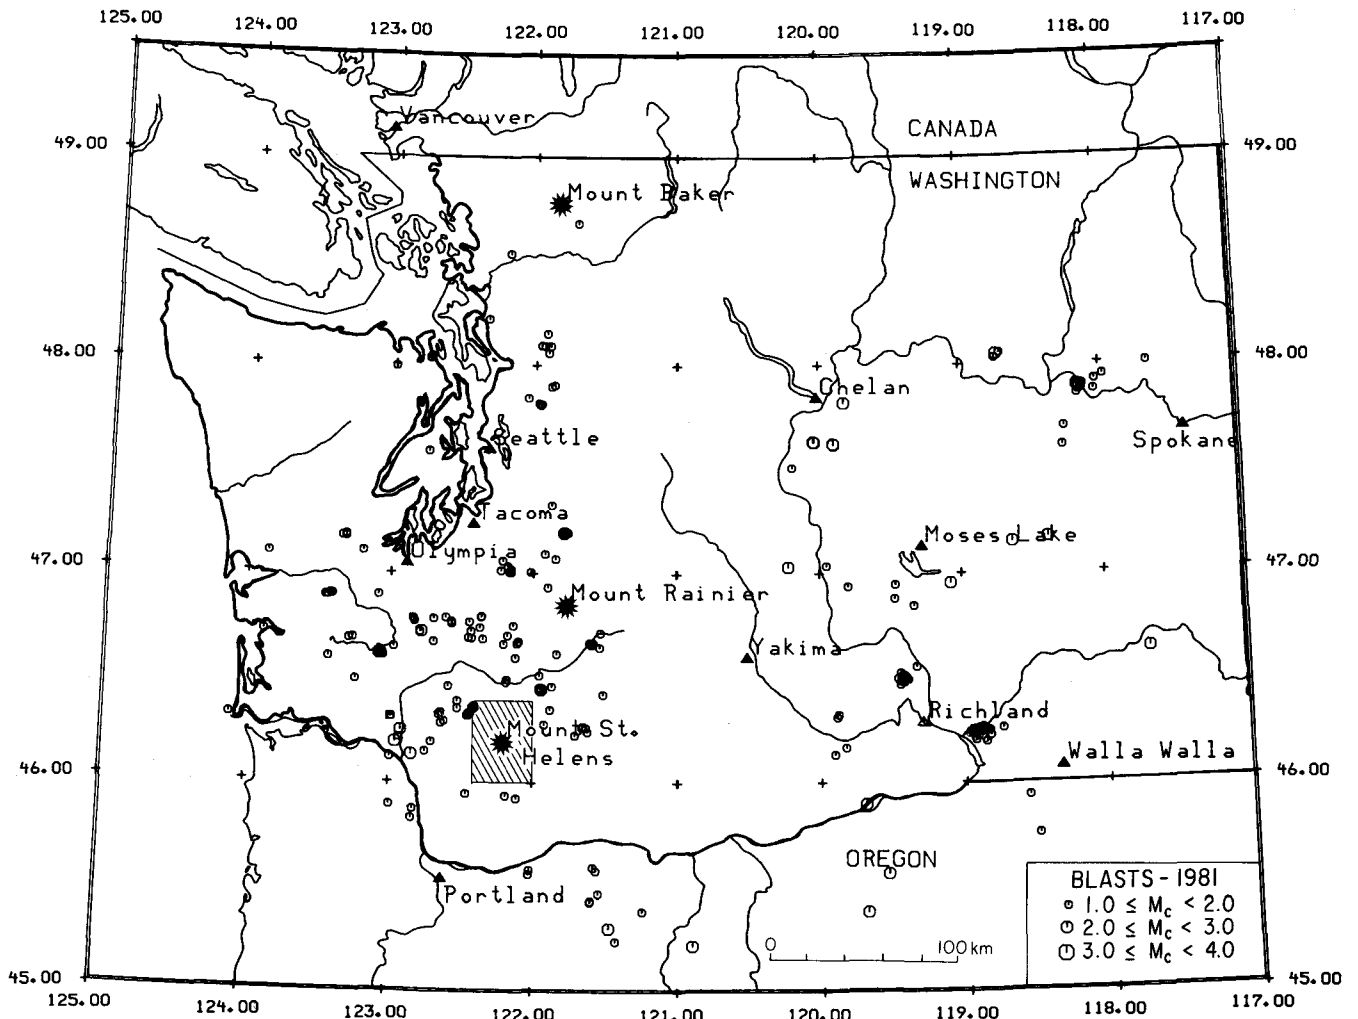 125.00 124.00 123.00 122.00 121.00 120.00 119.00 118.00 117.00
Vancouver
CANADA
49.00 49.00
WASHINGTON
Mount Baker
48.00 48.00
Chelan
Seattle
Spokane
Tacoma
Moses Lake
Olympia
47.00 47.00
Mount Rainier
Yakima
Richland
Mount St.
Helens
Walla Walla
46.00 46.00
OREGON
Portland
BLASTS - 1981
1.0 ≤ Mc < 2.0
2.0 ≤ Mc < 3.0
3.0 ≤ Mc < 4.0
0 100 km
45.00 45.00
125.00 124.00 123.00 122.00 121.00 120.00 119.00 118.00 117.00